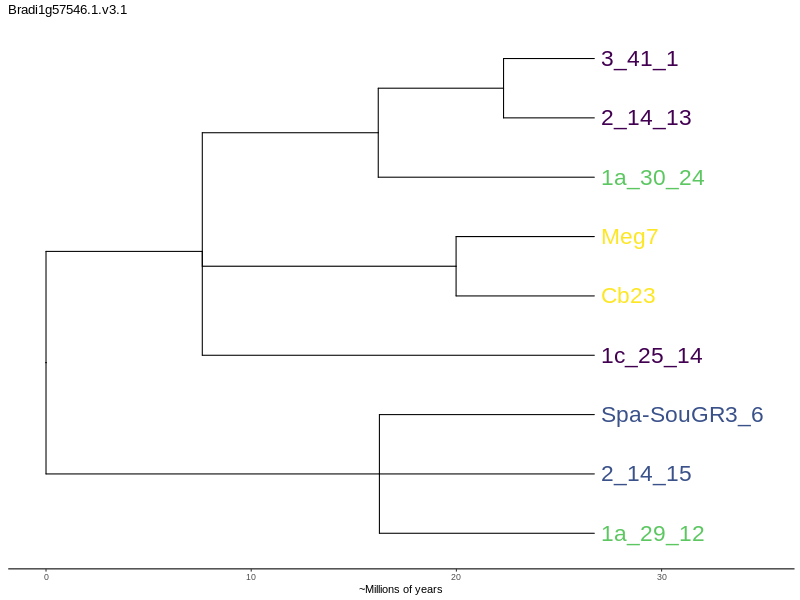 Bradi1g57546.1.v3.1
3_41_1
2_14_13
1a_30_24
Meg7
Cb23
1c_25_14
Spa-SouGR3_6
2_14_15
1a_29_12
0 10 20 30
~Millions of years